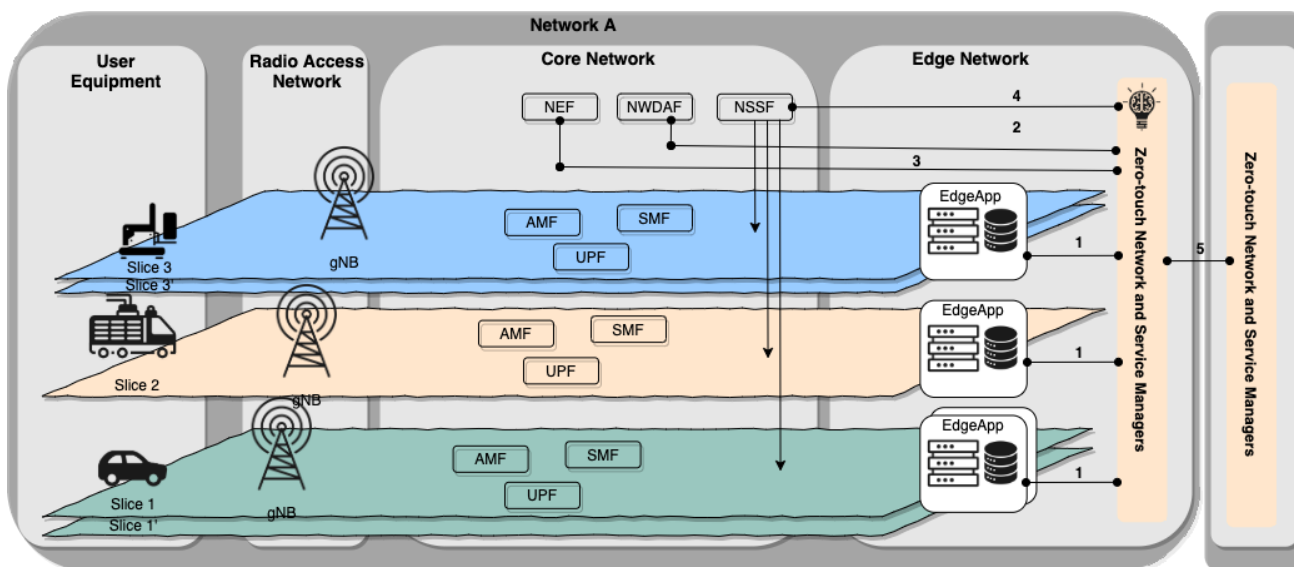 Network A
User
Equipment
Radio Access
Network
Core Network
Edge Network
NEF
NWDAF
NSSF
4
2
3
Zero-touch Network and Service Managers
Zero-touch Network and Service Managers
EdgeApp
AMF
SMF
UPF
gNB
Slice 3
Slice 3'
1
5
EdgeApp
AMF
SMF
UPF
Slice 2
gNB
1
EdgeApp
AMF
SMF
UPF
Slice 1
gNB
Slice 1'
1